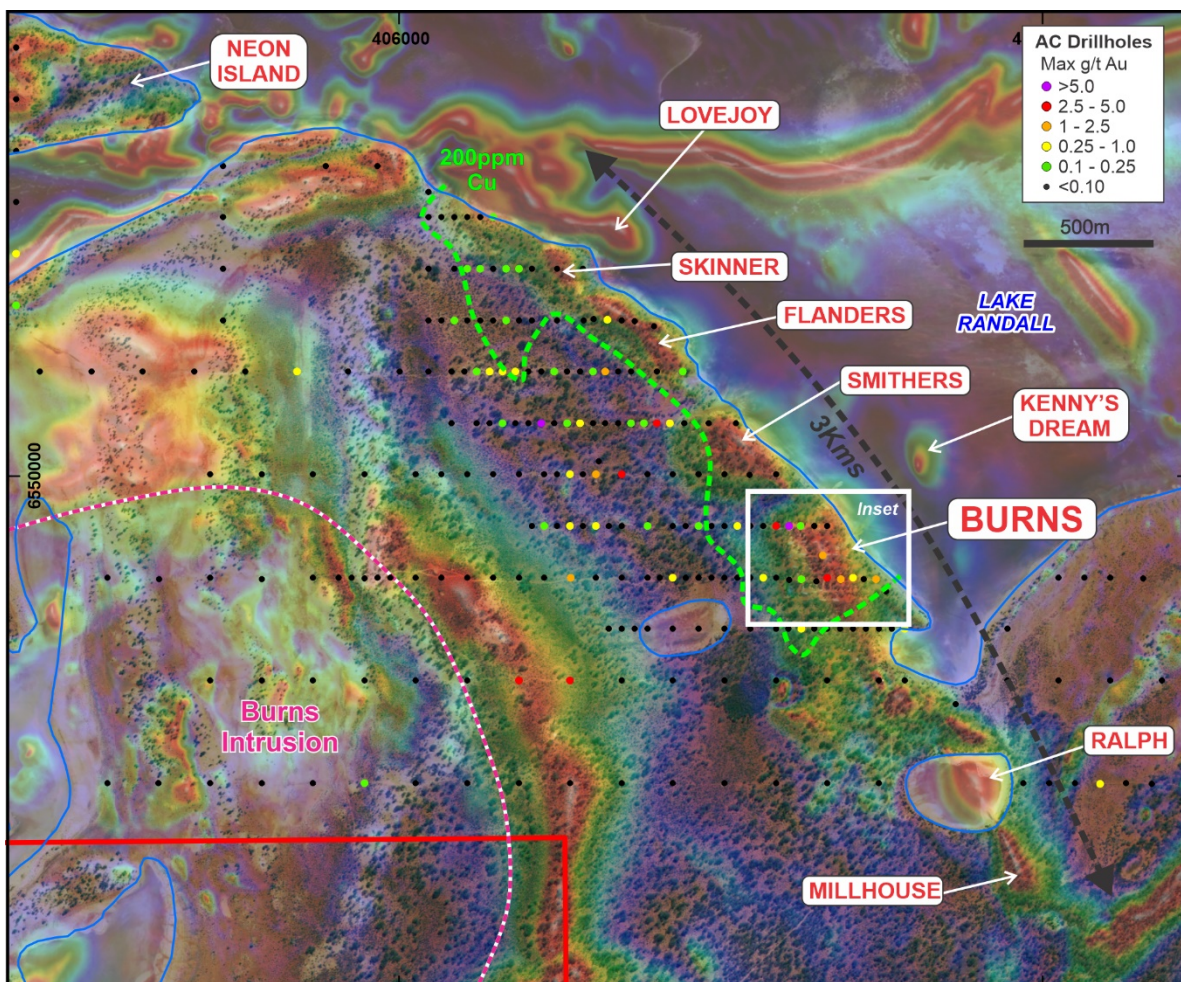 NEON
ISLAND
406000
4
AC Drillholes
Max g/t Au
>5.0
2.5 - 5.0
1 - 2.5
0.25 - 1.0
0.1 - 0.25
<0.10
500m
LOVEJOY
200ppm
Cu
SKINNER
FLANDERS
LAKE
RANDALL
SMITHERS
KENNY'S
DREAM
3Kms
6550000
Inset
BURNS
Burns
Intrusion
RALPH
MILLHOUSE